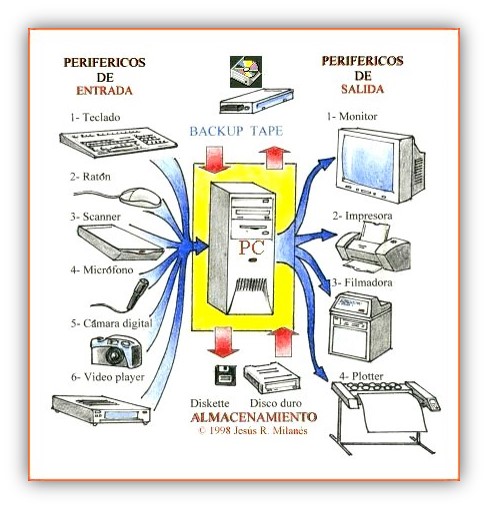 PERIFERICOS
DE
ENTRADA
1- Teclado
2- Ratón
3- Scanner
4- Micrófono
5- Cámara digital
6- Video player
BACKUP TAPE
PC
Diskette
Disco duro
ALMACENAMIENTO
© 1998 Jesús R. Milanés
PERIFERICOS
DE
SALIDA
1- Monitor
2- Impresora
3- Filmadora
4- Plotter